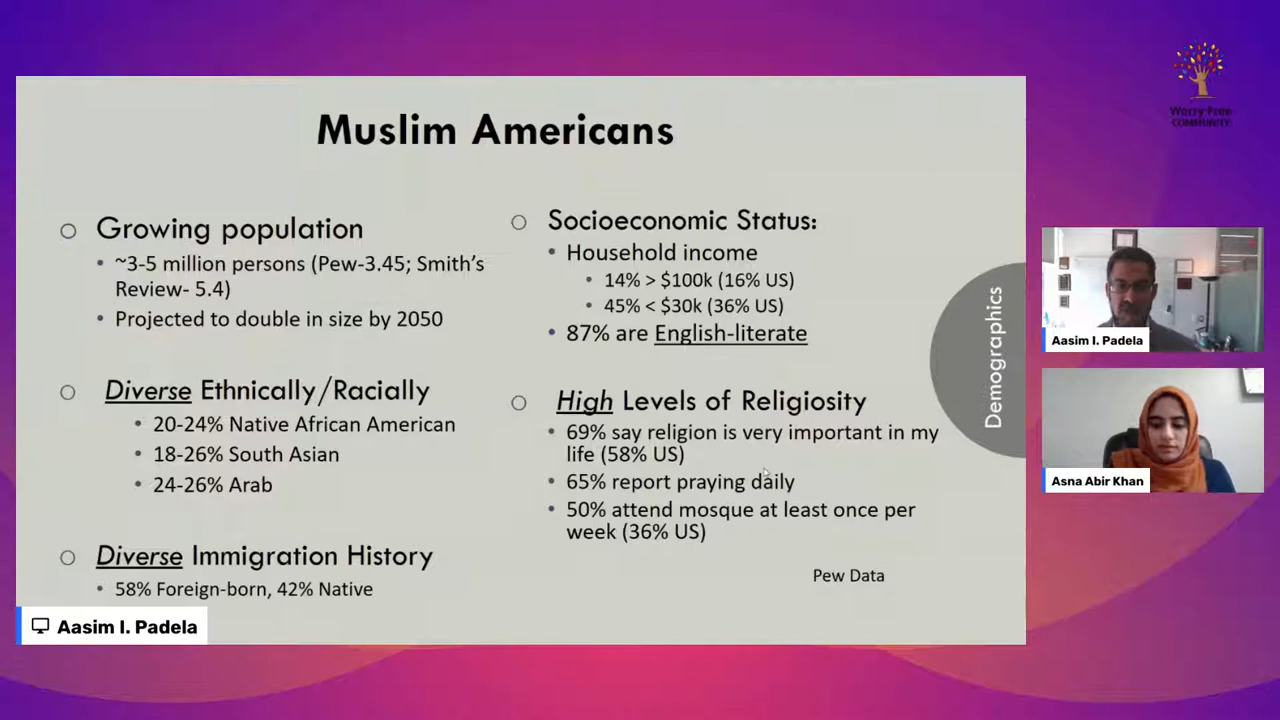 Muslim Americans
Growing population
~3-5 million persons (Pew-3.45; Smith's
Review- 5.4)
Projected to double in size by 2050
Diverse Ethnically/Racially
20-24% Native African American
18-26% South Asian
24-26% Arab
Diverse Immigration History
58% Foreign-born, 42% Native
Socioeconomic Status:
Household income
14% > $100k (16% US)
45% < $30k (36% US)
87% are English-literate
High Levels of Religiosity
69% say religion is very important in my
life (58% US)
65% report praying daily
50% attend mosque at least once per
week (36% US)
Pew Data
Demographics
Aasim I. Padela
Worry Free
COMMUNITY
Aasim I. Padela
Asna Abir Khan